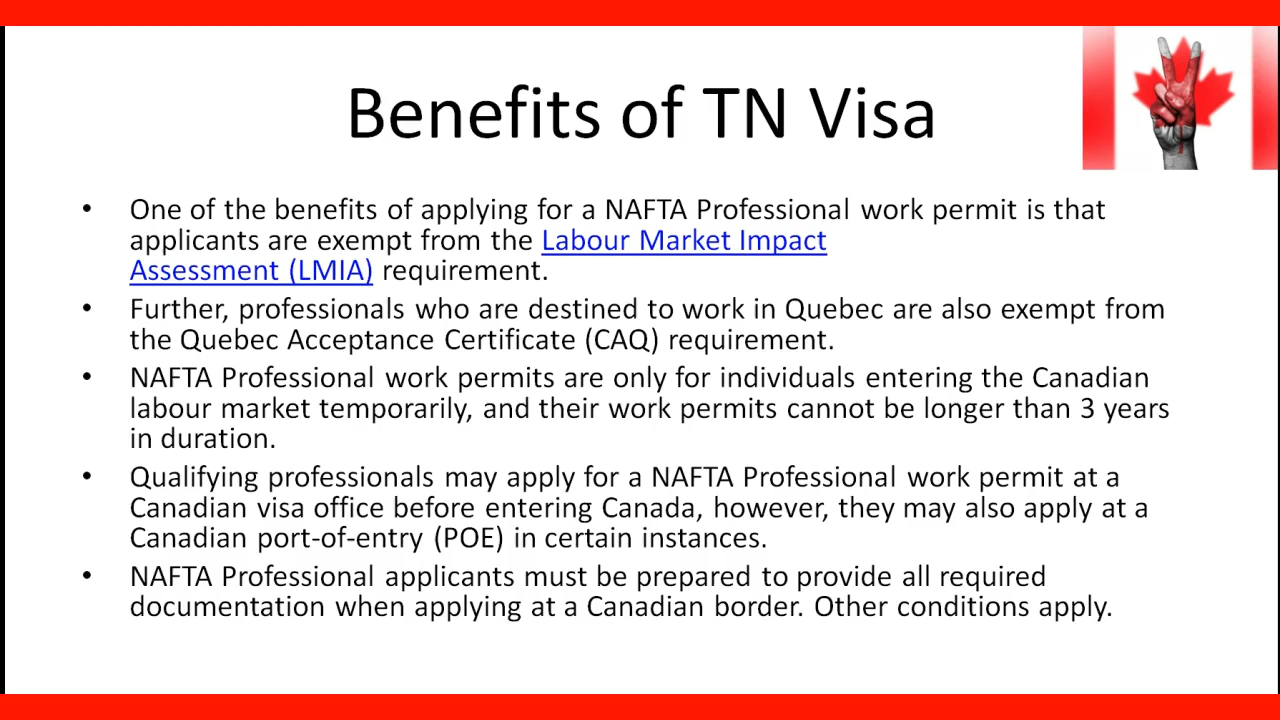 Benefits of TN Visa
• One of the benefits of applying for a NAFTA Professional work permit is that
applicants are exempt from the Labour Market Impact
Assessment (LMIA) requirement.
• Further, professionals who are destined to work in Quebec are also exempt from
the Quebec Acceptance Certificate (CAQ) requirement.
• NAFTA Professional work permits are only for individuals entering the Canadian
labour market temporarily, and their work permits cannot be longer than 3 years
in duration.
• Qualifying professionals may apply for a NAFTA Professional work permit at a
Canadian visa office before entering Canada, however, they may also apply at a
Canadian port-of-entry (POE) in certain instances.
• NAFTA Professional applicants must be prepared to provide all required
documentation when applying at a Canadian border. Other conditions apply.